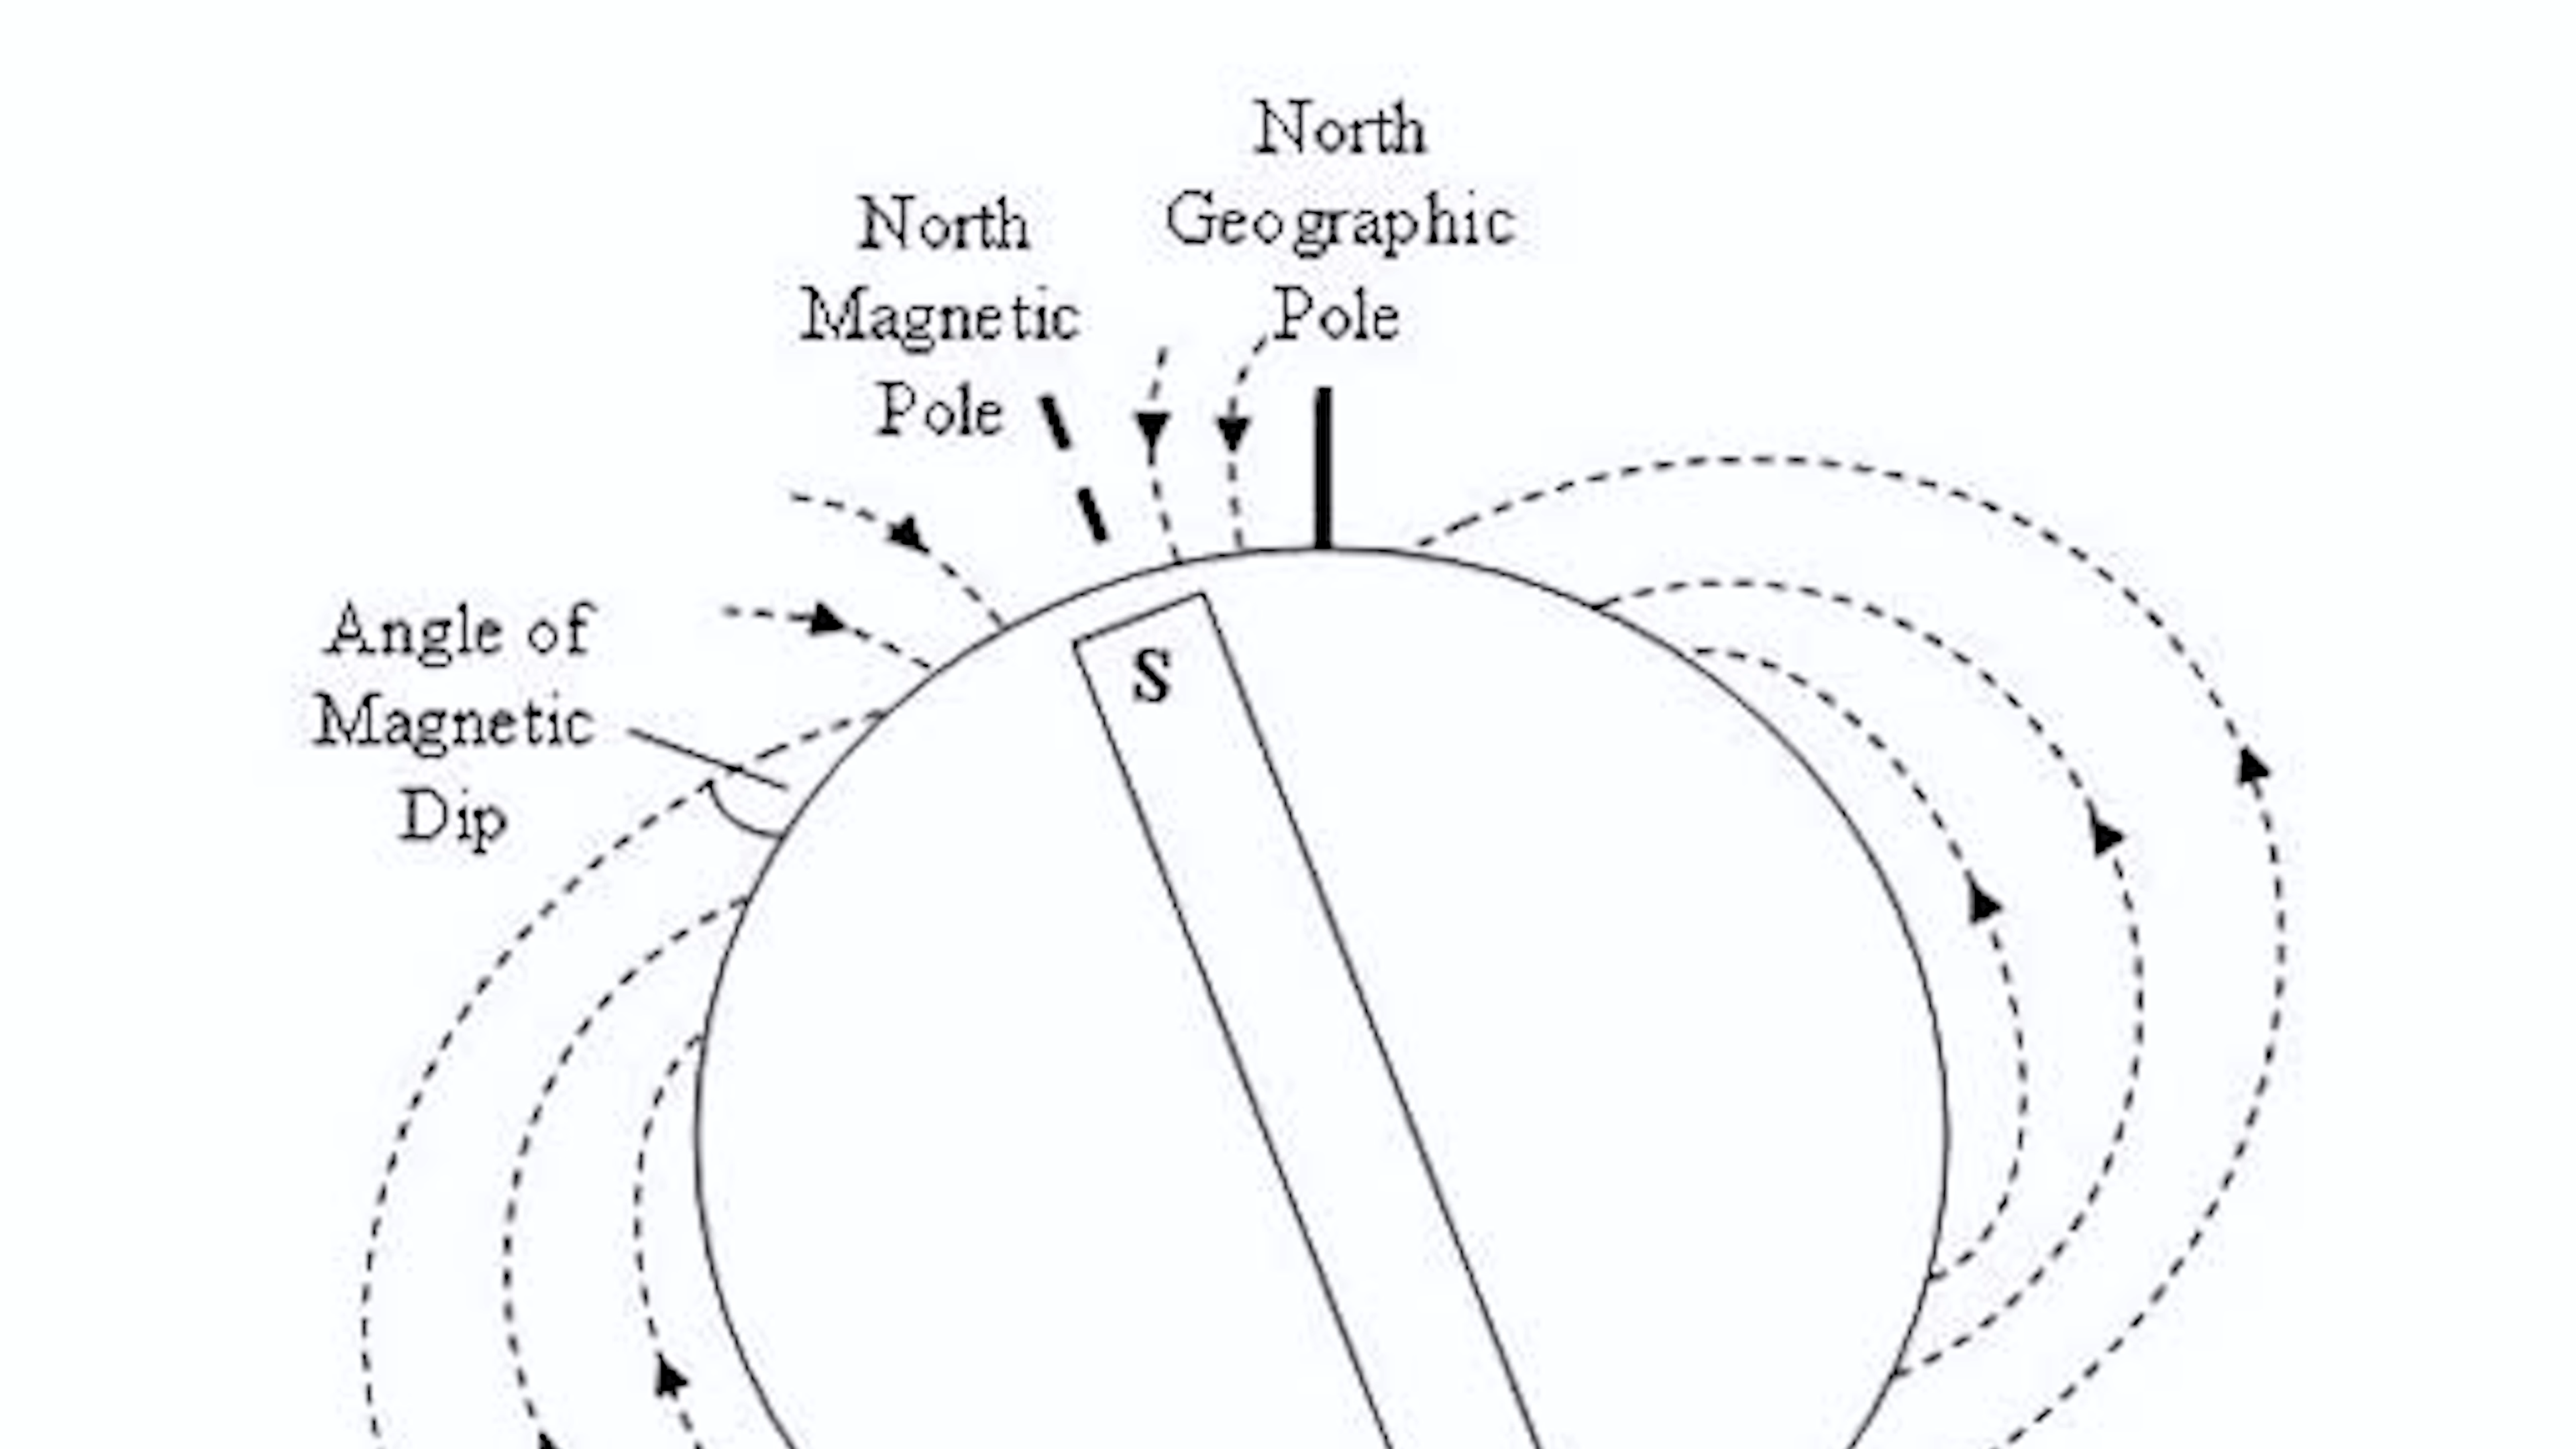 North
Geographic
Pole
North
Magnetic
Pole
Angle of
Magnetic
Dip
S